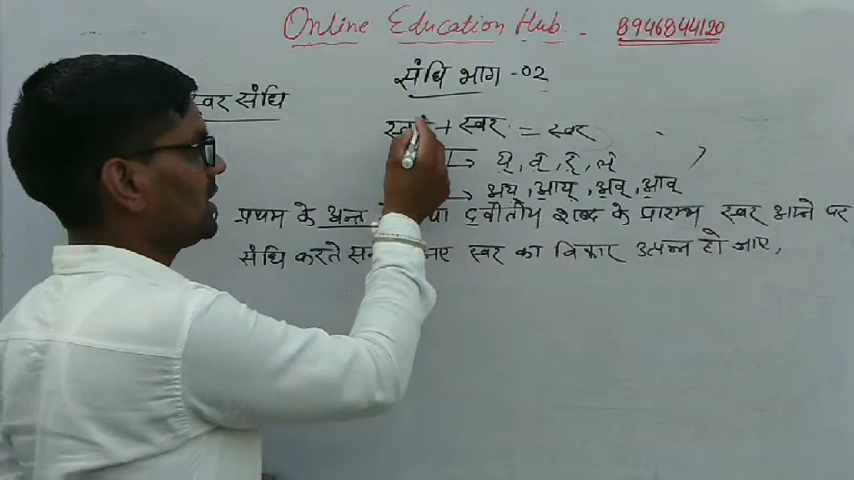 Online Education Hub. 8946844120
संधि भाग -02
स्वर संधि
+ स्वर = स्वर
→ य्, व्, र्, ल्
→ अय्, आय्, अव्, आव्
प्रथम के अन्त द्वितीय शब्द के प्रारम्भ स्वर आने पर
संधि करते स्वर का विकार उत्पन्न हो जाए,